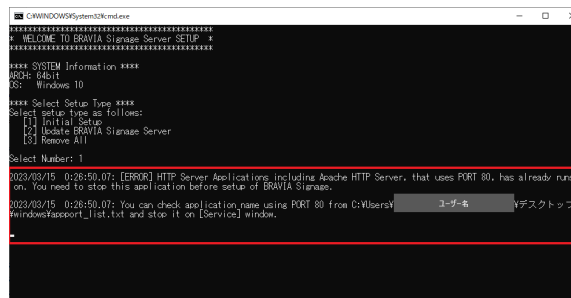 C:¥WINDOWS¥System32¥cmd.exe
********************************************
*  WELCOME TO BRAVIA Signage Server SETUP  *
********************************************
**** SYSTEM Information ****
ARCH: 64bit
OS:   Windows 10
**** Select Setup Type ****
Select setup type as follows:
[1] Initial Setup
[2] Update BRAVIA Signage Server
[3] Remove All
Select Number: 1
2023/03/15  0:26:50.07: [ERROR] HTTP Server Applications including Apache HTTP Server, that uses PORT 80, has already run
on. You need to stop this application before setup of BRAVIA Signage.
2023/03/15  0:26:50.07: You can check application name using PORT 80 from C:¥Users¥ ユーザー名 ¥デスクトップ
¥windows¥appport_list.txt and stop it on [Service] window.